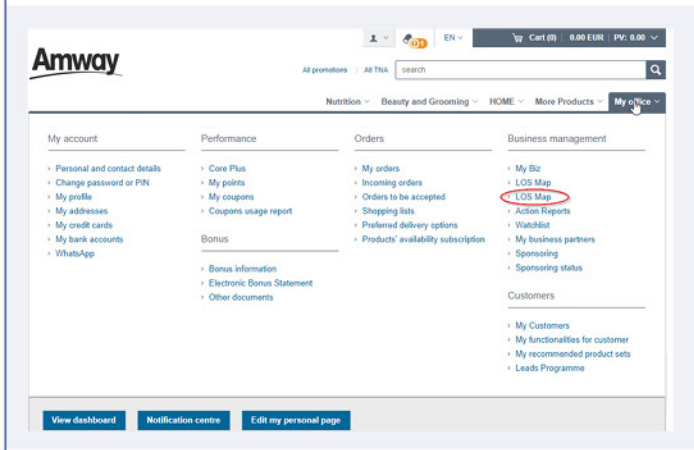 EN
Cart (0) | 0.00 EUR | PV: 0.00
Amway
All promotions | All TNA
search
Nutrition
Beauty and Grooming
HOME
More Products
My office
My account
Personal and contact details
Change password or PIN
My profile
My addresses
My credit cards
My bank accounts
WhatsApp
Performance
Core Plus
My points
My coupons
Coupons usage report
Bonus
Bonus information
Electronic Bonus Statement
Other documents
Orders
My orders
Incoming orders
Orders to be accepted
Shopping lists
Preferred delivery options
Products' availability subscription
Business management
My Biz
LOS Map
LOS Map
Action Reports
Watchlist
My business partners
Sponsoring
Sponsoring status
Customers
My Customers
My functionalities for customer
My recommended product sets
Leads Programme
View dashboard
Notification centre
Edit my personal page